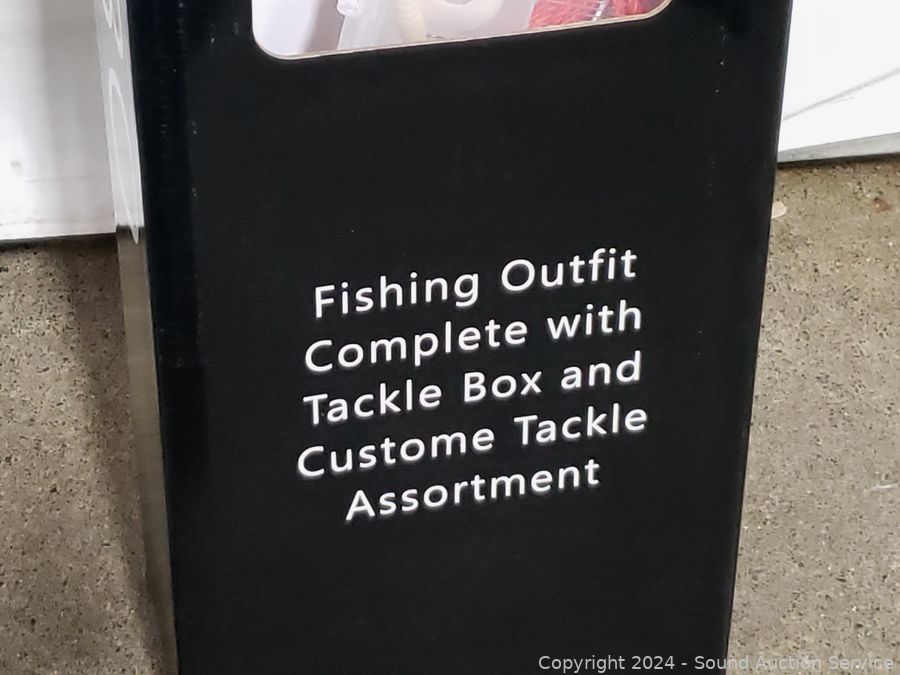 Fishing Outfit
Complete with
Tackle Box and
Custome Tackle
Assortment
Copyright 2024 - Sound Auction Service